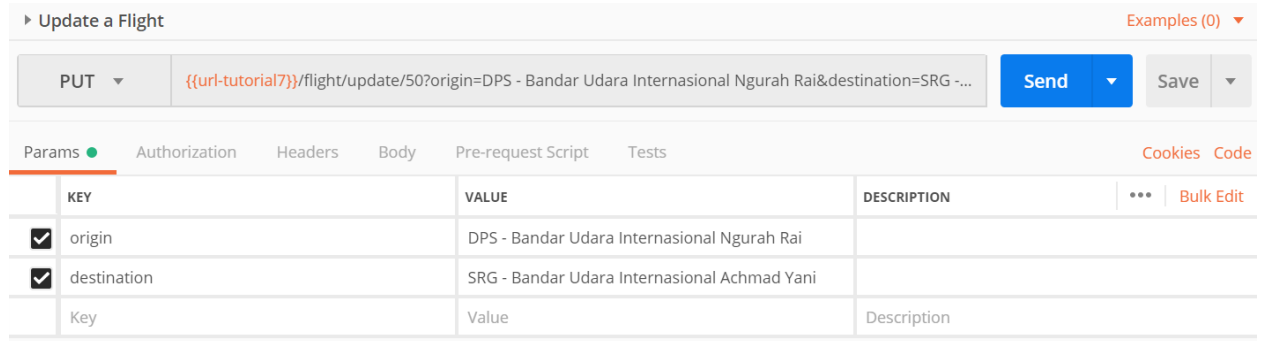 Update a Flight Examples (0)
PUT {{url-tutorial7}}/flight/update/50?origin=DPS - Bandar Udara Internasional Ngurah Rai&destination=SRG -... Send Save
Params Authorization Headers Body Pre-request Script Tests Cookies Code
KEY VALUE DESCRIPTION ••• Bulk Edit
origin DPS - Bandar Udara Internasional Ngurah Rai
destination SRG - Bandar Udara Internasional Achmad Yani
Key Value Description